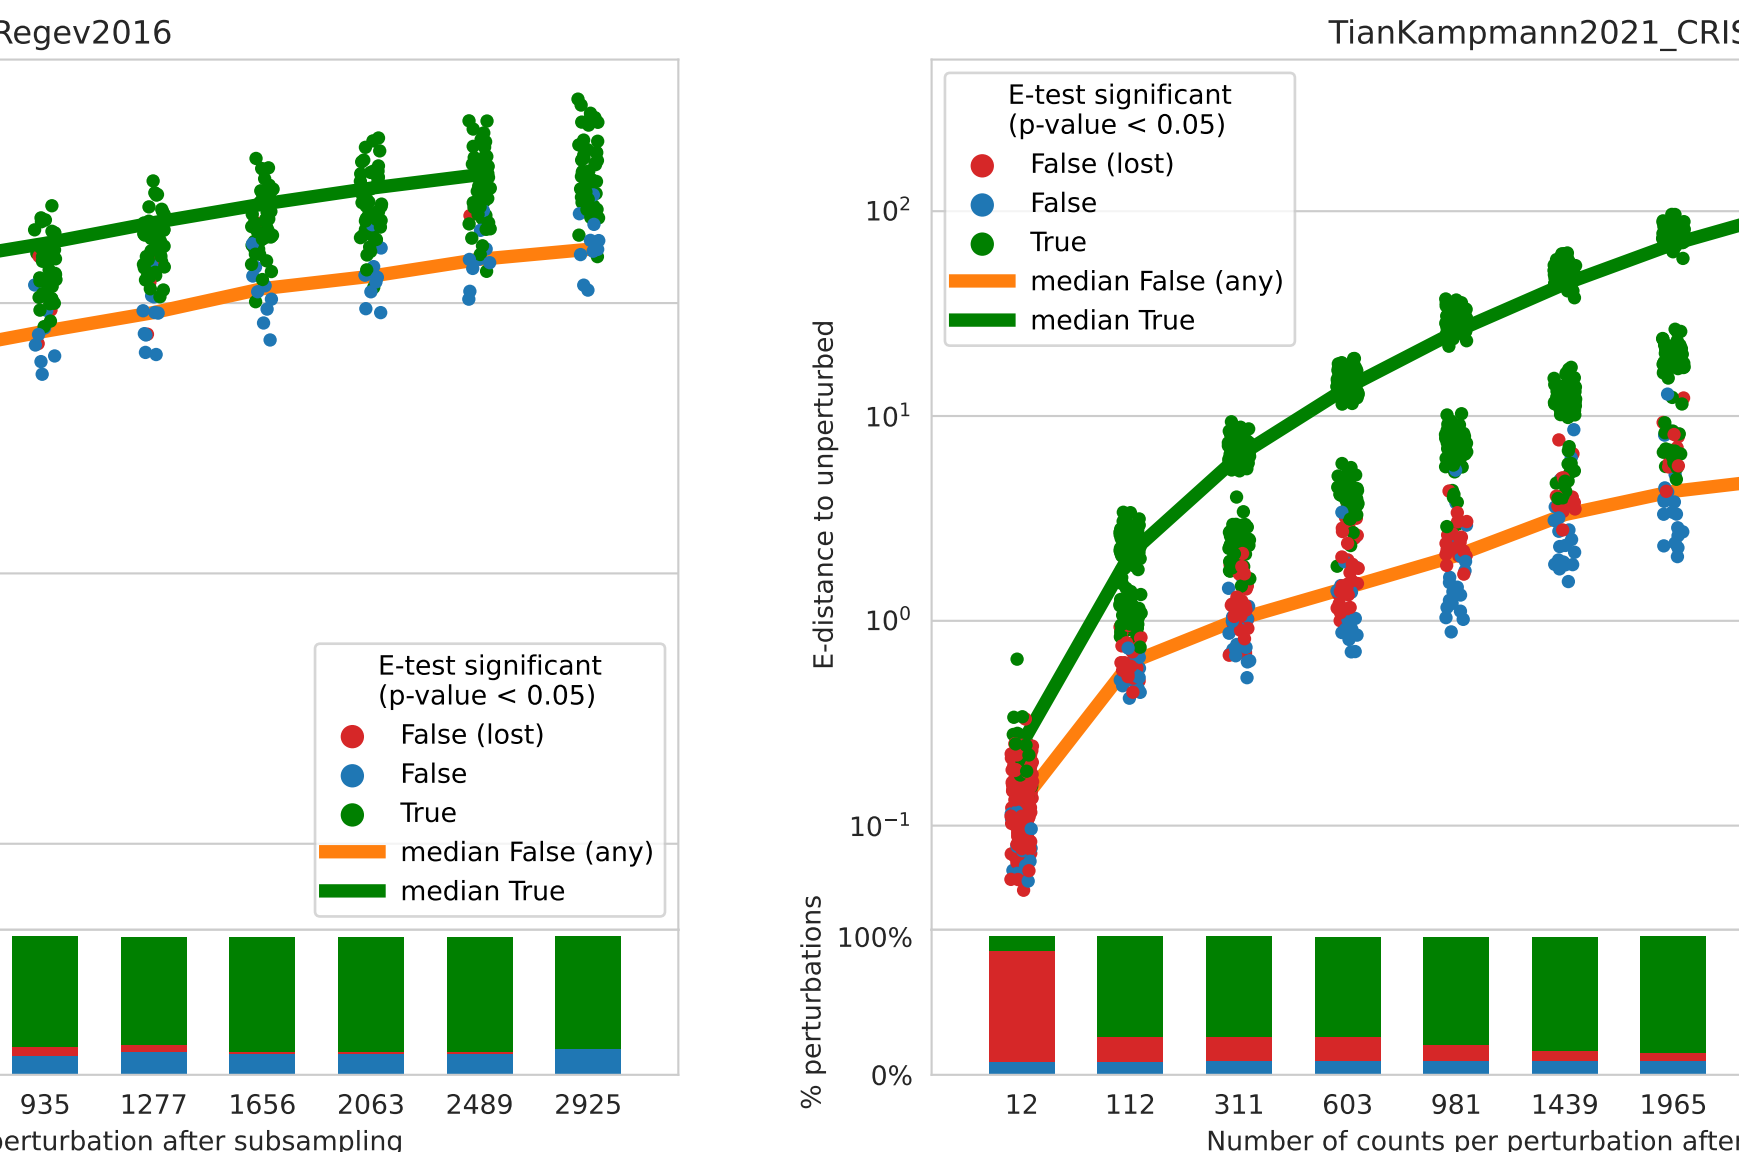 Regev2016
E-test significant
(p-value < 0.05)
False (lost)
False
True
median False (any)
median True
935 1277 1656 2063 2489 2925
perturbation after subsampling
TianKampmann2021_CRIS
E-test significant
(p-value < 0.05)
False (lost)
False
True
median False (any)
median True
E-distance to unperturbed
10²
10¹
10⁰
10⁻¹
% perturbations
100%
0%
12 112 311 603 981 1439 1965
Number of counts per perturbation after